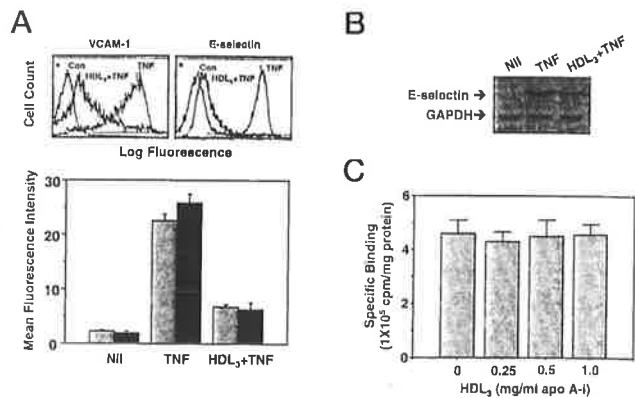 A
VCAM-1
E-selectin
Con
TNF
HDL₃+TNF
Con
TNF
HDL₃+TNF
Cell Count
Log Fluorescence
Mean Fluorescence Intensity
30
20
10
0
Nil
TNF
HDL₃+TNF
B
Nil
TNF
HDL₃+TNF
E-selectin →
GAPDH →
C
Specific Binding
(1X10⁵ cpm/mg protein)
6
4
2
0
0
0.25
0.5
1.0
HDL₃ (mg/ml apo A-I)